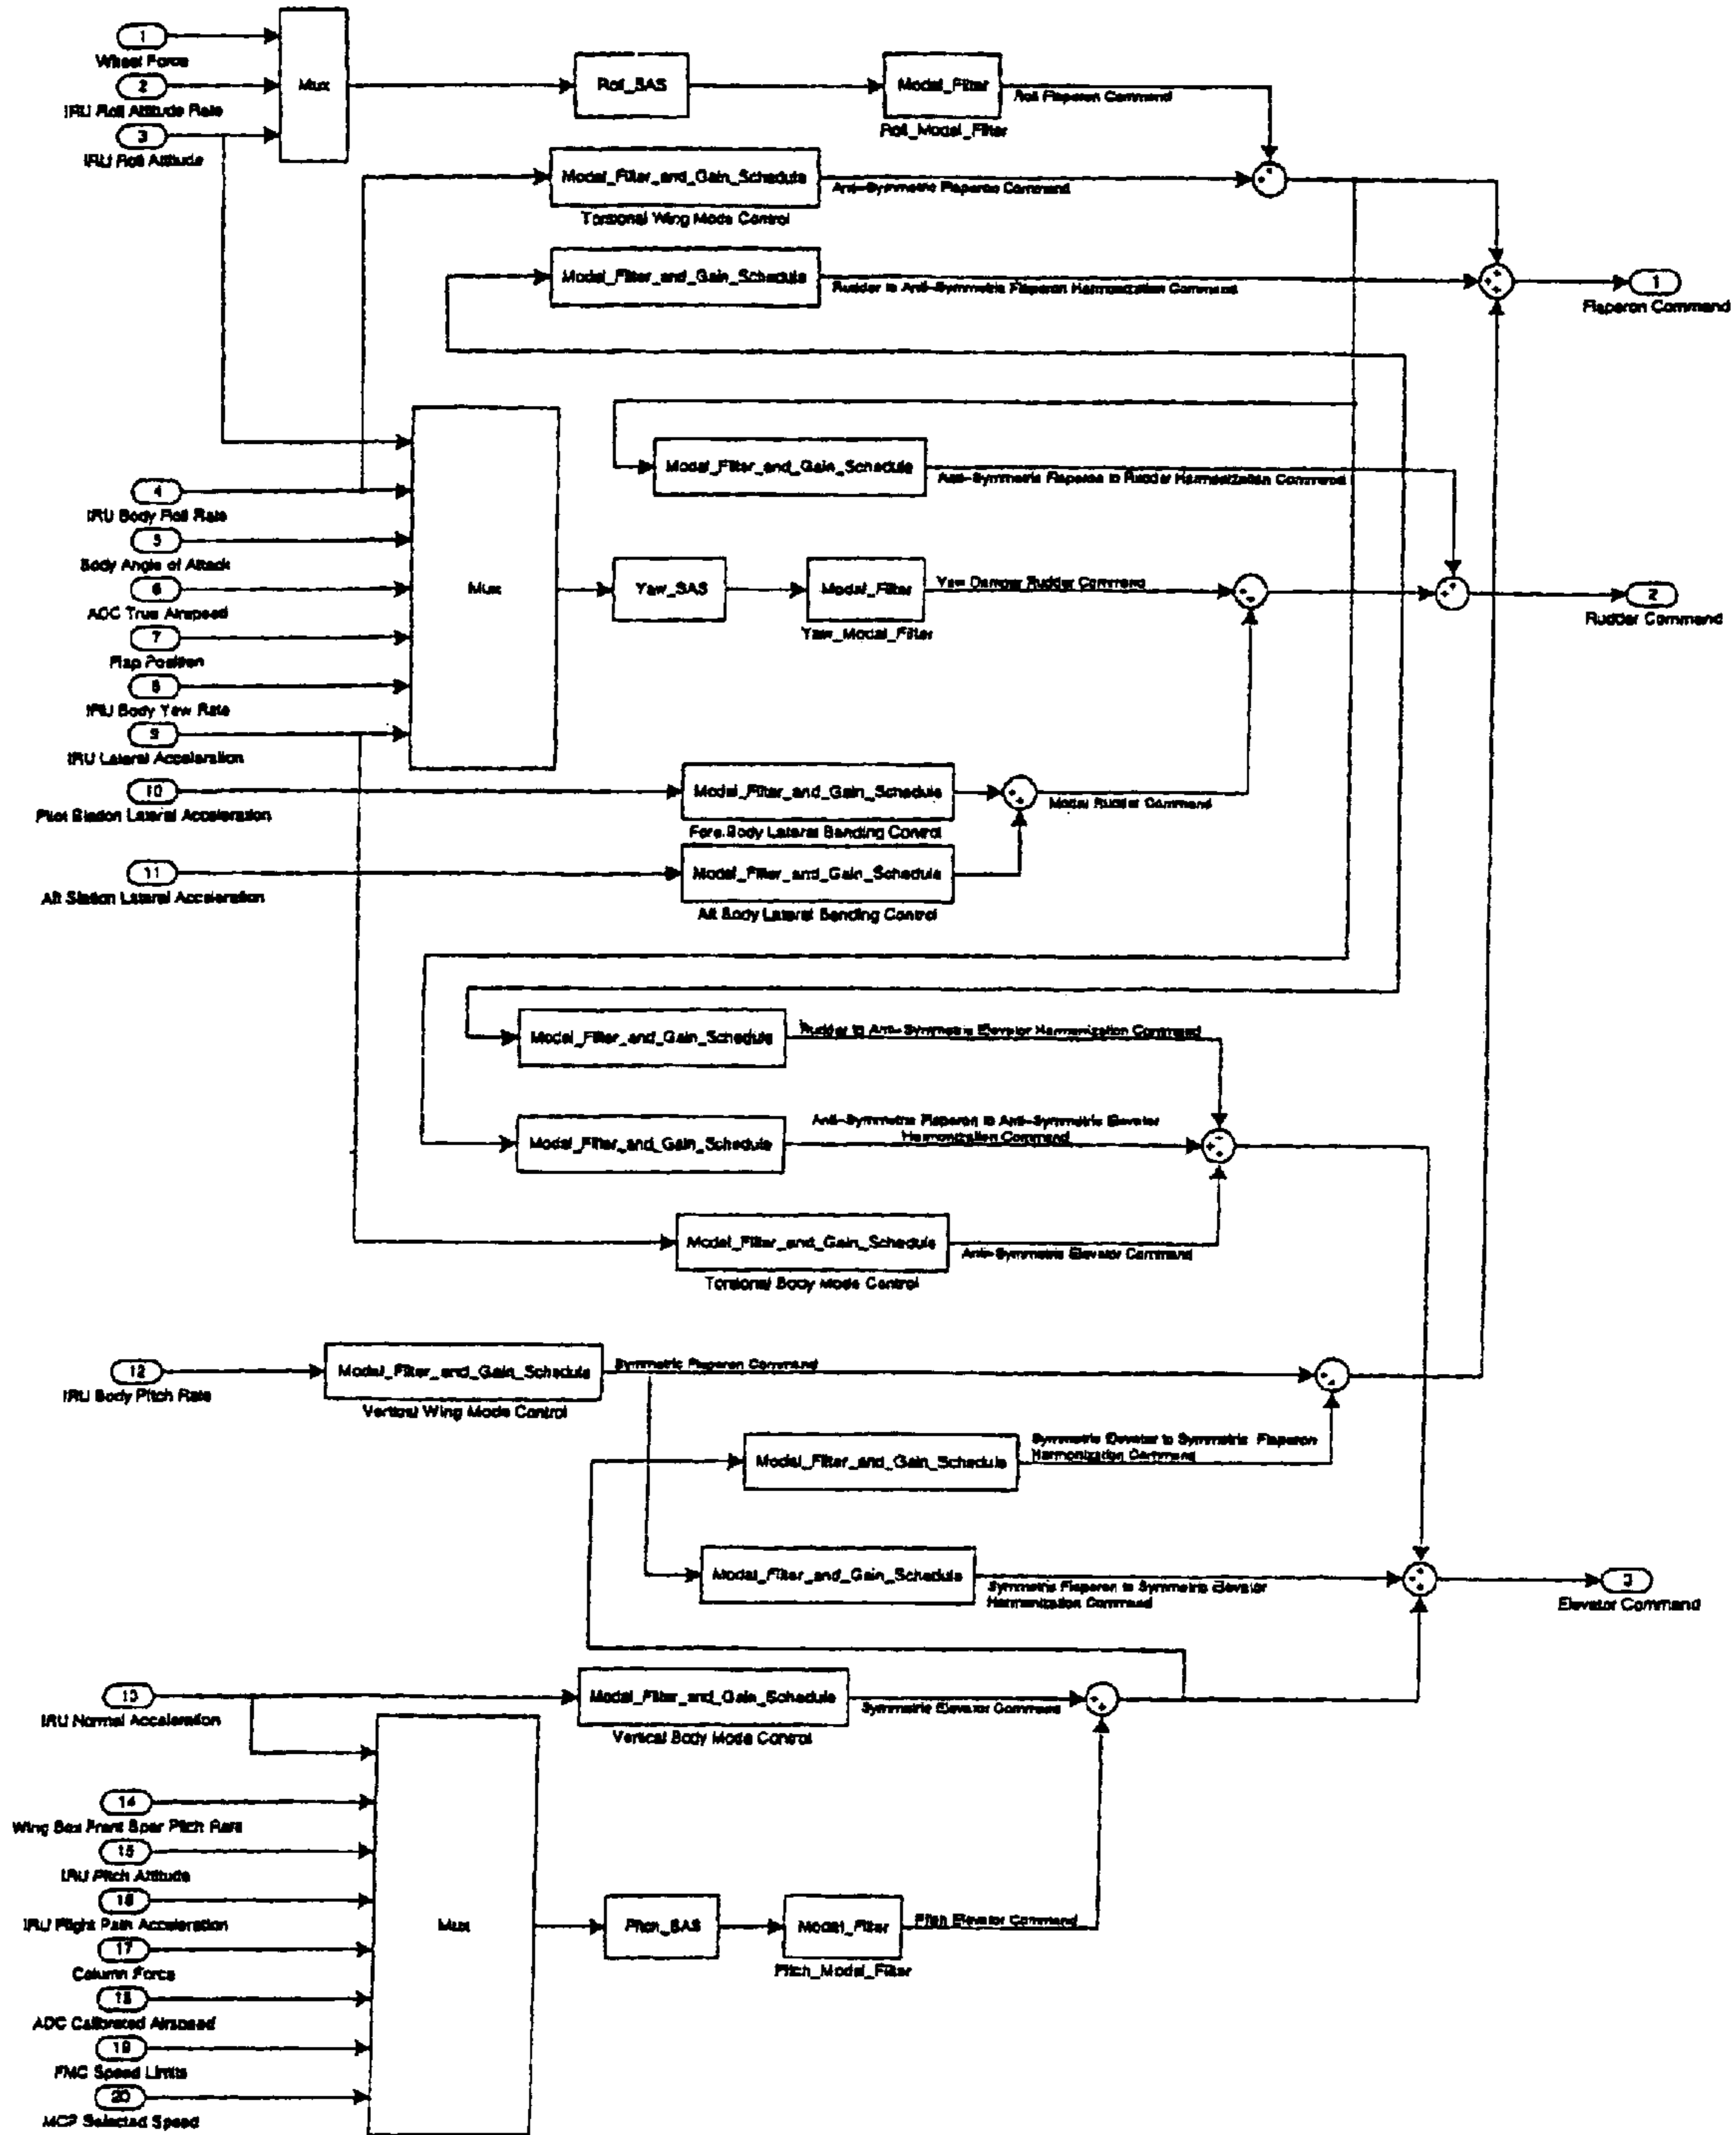 1
Wheel Force
2
IRU Roll Attitude Rate
3
IRU Roll Attitude
Mux
Roll_SAS
Modal_Filter
Roll_Modal_Filter
Roll Flaperon Command
Modal_Filter_and_Gain_Schedule
Torsional Wing Mode Control
Anti-Symmetric Flaperon Command
Modal_Filter_and_Gain_Schedule
Rudder to Anti-Symmetric Flaperon Harmonization Command
1
Flaperon Command
Modal_Filter_and_Gain_Schedule
Anti-Symmetric Flaperon to Rudder Harmonization Command
4
IRU Body Roll Rate
5
Body Angle of Attack
6
ADC True Airspeed
7
Flap Position
8
IRU Body Yaw Rate
9
IRU Lateral Acceleration
Mux
Yaw_SAS
Modal_Filter
Yaw_Modal_Filter
Yaw Damper Rudder Command
2
Rudder Command
10
Pilot Station Lateral Acceleration
Modal_Filter_and_Gain_Schedule
Fore Body Lateral Bending Control
Modal Rudder Command
11
Aft Station Lateral Acceleration
Modal_Filter_and_Gain_Schedule
Aft Body Lateral Bending Control
Modal_Filter_and_Gain_Schedule
Rudder to Anti-Symmetric Elevator Harmonization Command
Modal_Filter_and_Gain_Schedule
Anti-Symmetric Flaperon to Anti-Symmetric Elevator
Harmonization Command
Modal_Filter_and_Gain_Schedule
Torsional Body Mode Control
Anti-Symmetric Elevator Command
12
IRU Body Pitch Rate
Modal_Filter_and_Gain_Schedule
Vertical Wing Mode Control
Symmetric Flaperon Command
Modal_Filter_and_Gain_Schedule
Symmetric Elevator to Symmetric Flaperon
Harmonization Command
Modal_Filter_and_Gain_Schedule
Symmetric Flaperon to Symmetric Elevator
Harmonization Command
3
Elevator Command
13
IRU Normal Acceleration
Modal_Filter_and_Gain_Schedule
Vertical Body Mode Control
Symmetric Elevator Command
14
Wing Box Front Spar Pitch Rate
15
IRU Pitch Attitude
16
IRU Flight Path Acceleration
17
Column Force
18
ADC Calibrated Airspeed
19
FMC Speed Limits
20
MCP Selected Speed
Mux
Pitch_SAS
Modal_Filter
Pitch_Modal_Filter
Pitch Elevator Command